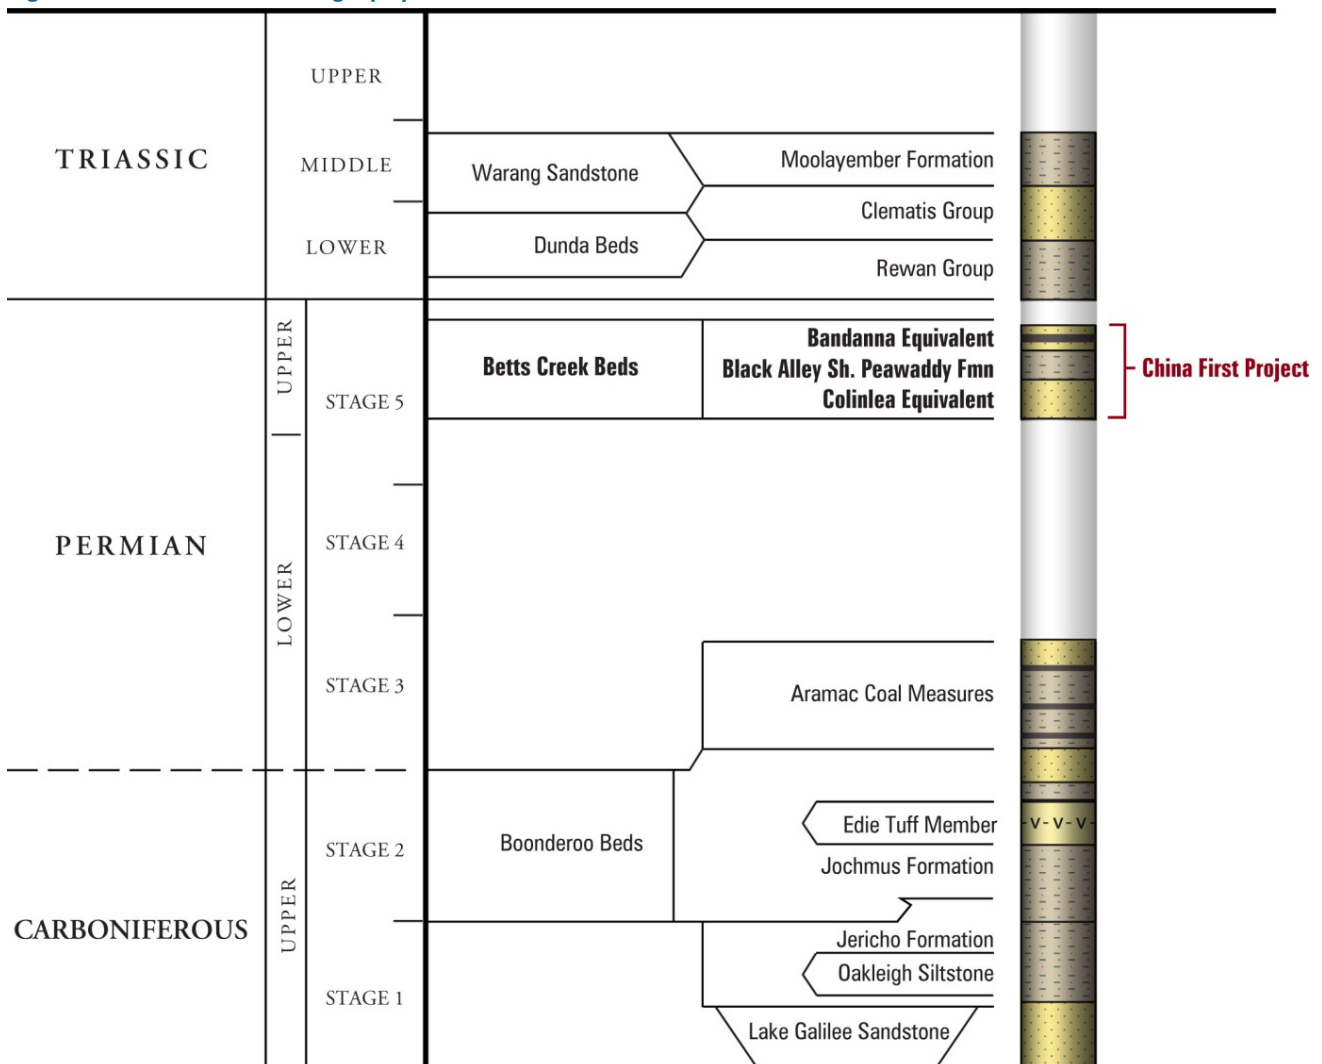 UPPER
TRIASSIC
MIDDLE
LOWER
Warang Sandstone
Dunda Beds
Moolayember Formation
Clematis Group
Rewan Group
PERMIAN
UPPER
LOWER
STAGE 5
STAGE 4
STAGE 3
Betts Creek Beds
Bandanna Equivalent
Black Alley Sh. Peawaddy Fmn
Colinlea Equivalent
China First Project
Aramac Coal Measures
CARBONIFEROUS
UPPER
STAGE 2
STAGE 1
Boonderoo Beds
Edie Tuff Member
Jochmus Formation
Jericho Formation
Oakleigh Siltstone
Lake Galilee Sandstone
-V-V-V-